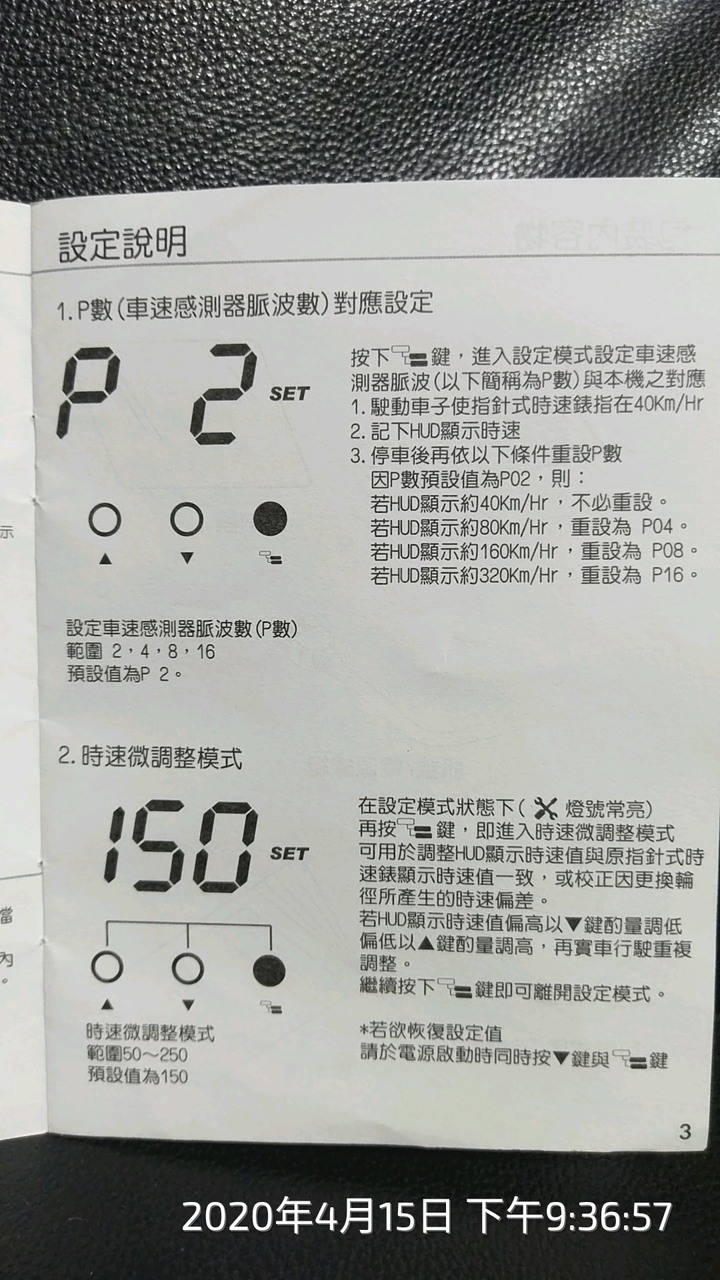 設定說明
1. P數(車速感測器脈波數)對應設定
P 2 SET
▲ ▼
設定車速感測器脈波數(P數)
範圍 2，4，8，16
預設值為P 2。
按下鍵，進入設定模式設定車速感
測器脈波(以下簡稱為P數)與本機之對應
1. 駛動車子使指針式時速錶指在40Km/Hr
2. 記下HUD顯示時速
3. 停車後再依以下條件重設P數
因P數預設值為P02，則：
若HUD顯示約40Km/Hr，不必重設。
若HUD顯示約80Km/Hr，重設為 P04。
若HUD顯示約160Km/Hr，重設為 P08。
若HUD顯示約320Km/Hr，重設為 P16。
2. 時速微調整模式
150 SET
▲ ▼
時速微調整模式
範圍50～250
預設值為150
在設定模式狀態下( 燈號常亮)
再按鍵，即進入時速微調整模式
可用於調整HUD顯示時速值與原指針式時
速錶顯示時速值一致，或校正因更換輪
徑所產生的時速偏差。
若HUD顯示時速值偏高以▼鍵酌量調低
偏低以▲鍵酌量調高，再實車行駛重複
調整。
繼續按下鍵即可離開設定模式。
*若欲恢復設定值
請於電源啟動時同時按▼鍵與鍵
3
示
當
內
。
2020年4月15日 下午9:36:57